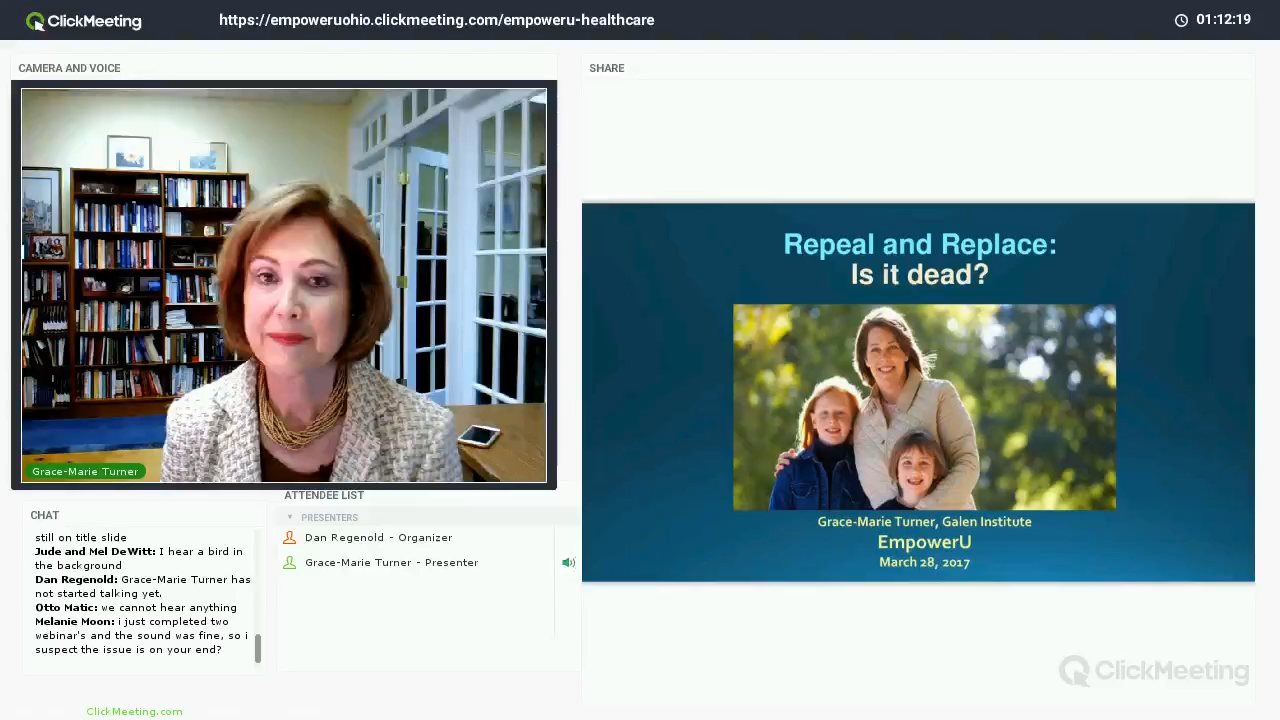 ClickMeeting
https://empoweruohio.clickmeeting.com/empoweru-healthcare
01:12:19
CAMERA AND VOICE
Grace-Marie Turner
SHARE
Repeal and Replace:
Is it dead?
Grace-Marie Turner, Galen Institute
EmpowerU
March 28, 2017
CHAT
still on title slide
Jude and Mel DeWitt: I hear a bird in
the background
Dan Regenold: Grace-Marie Turner has
not started talking yet.
Otto Matic: we cannot hear anything
Melanie Moon: i just completed two
webinar's and the sound was fine, so i
suspect the issue is on your end?
ATTENDEE LIST
PRESENTERS
Dan Regenold - Organizer
Grace-Marie Turner - Presenter
ClickMeeting
ClickMeeting.com